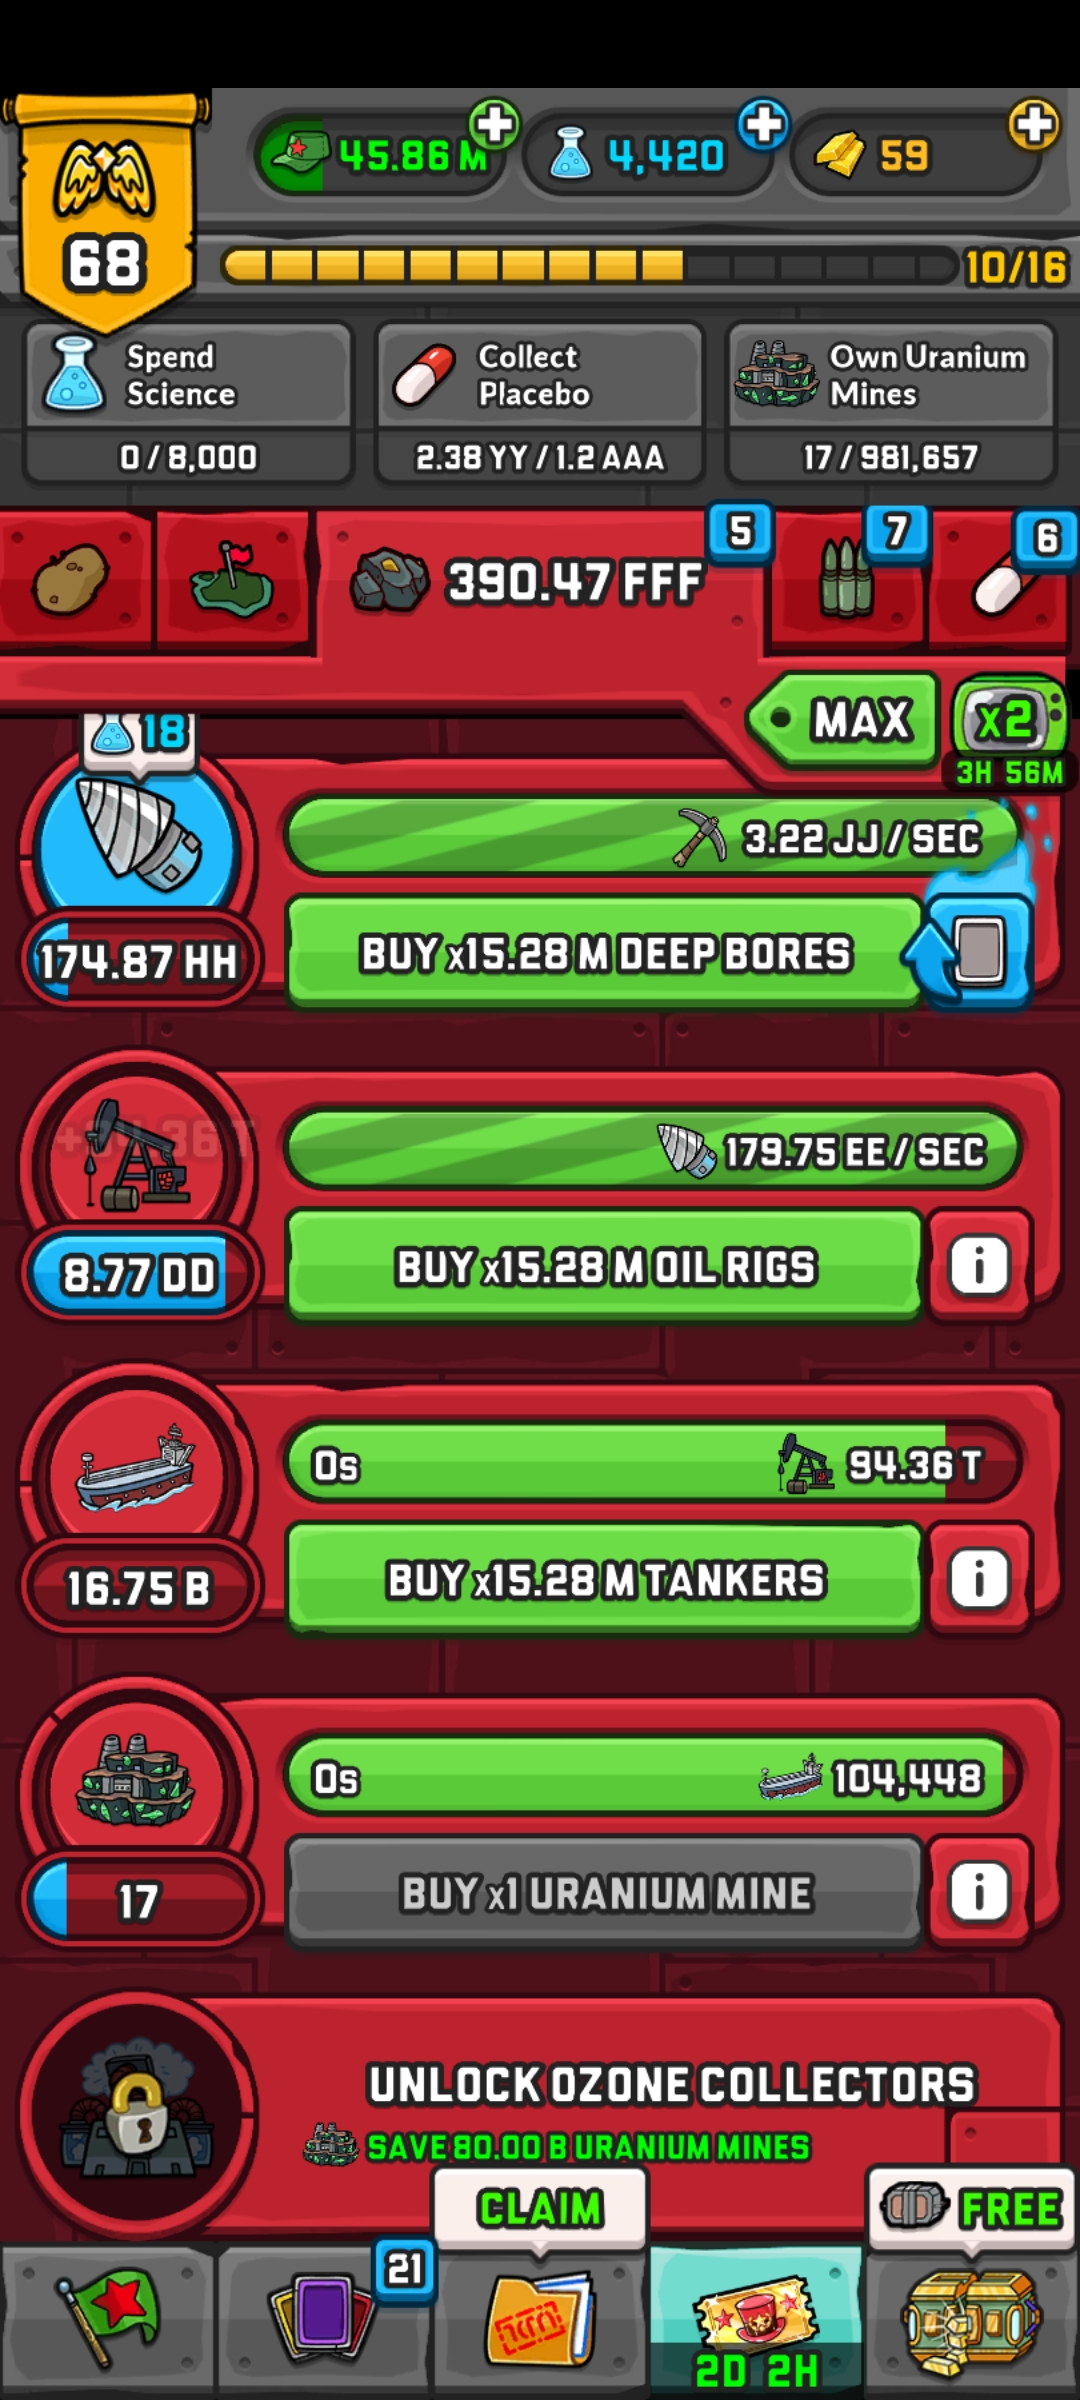 45.86 M
4,420
59
68
10/16
Spend
Science
Collect
Placebo
Own Uranium
Mines
0 / 8,000
2.38 YY / 1.2 AAA
17 / 981,657
5
7
6
390.47 FFF
MAX
x2
3H 56M
18
3.22 JJ / SEC
174.87 HH
BUY x15.28 M DEEP BORES
179.75 EE / SEC
8.77 DD
BUY x15.28 M OIL RIGS
i
0s
94.36 T
16.75 B
BUY x15.28 M TANKERS
i
0s
104,448
17
BUY x1 URANIUM MINE
i
UNLOCK OZONE COLLECTORS
SAVE 80.00 B URANIUM MINES
CLAIM
FREE
21
2D 2H